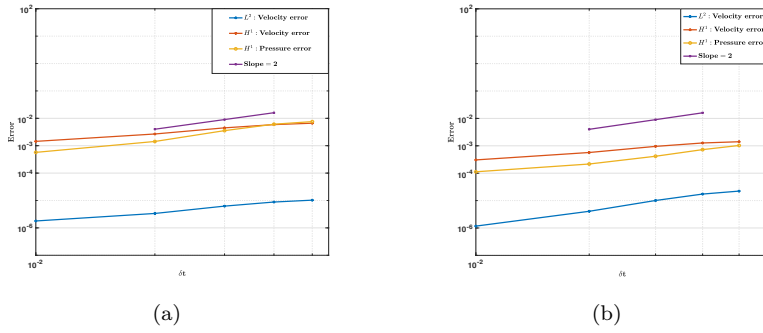 10^2
L^2 : Velocity error
H^1 : Velocity error
H^1 : Pressure error
Slope = 2
10^-2
10^-3
10^-4
10^-6
Error
10^-2
δt
(a)
10^2
L^2 : Velocity error
H^1 : Velocity error
H^1 : Pressure error
Slope = 2
10^-2
10^-3
10^-4
10^-6
Error
10^-2
δt
(b)